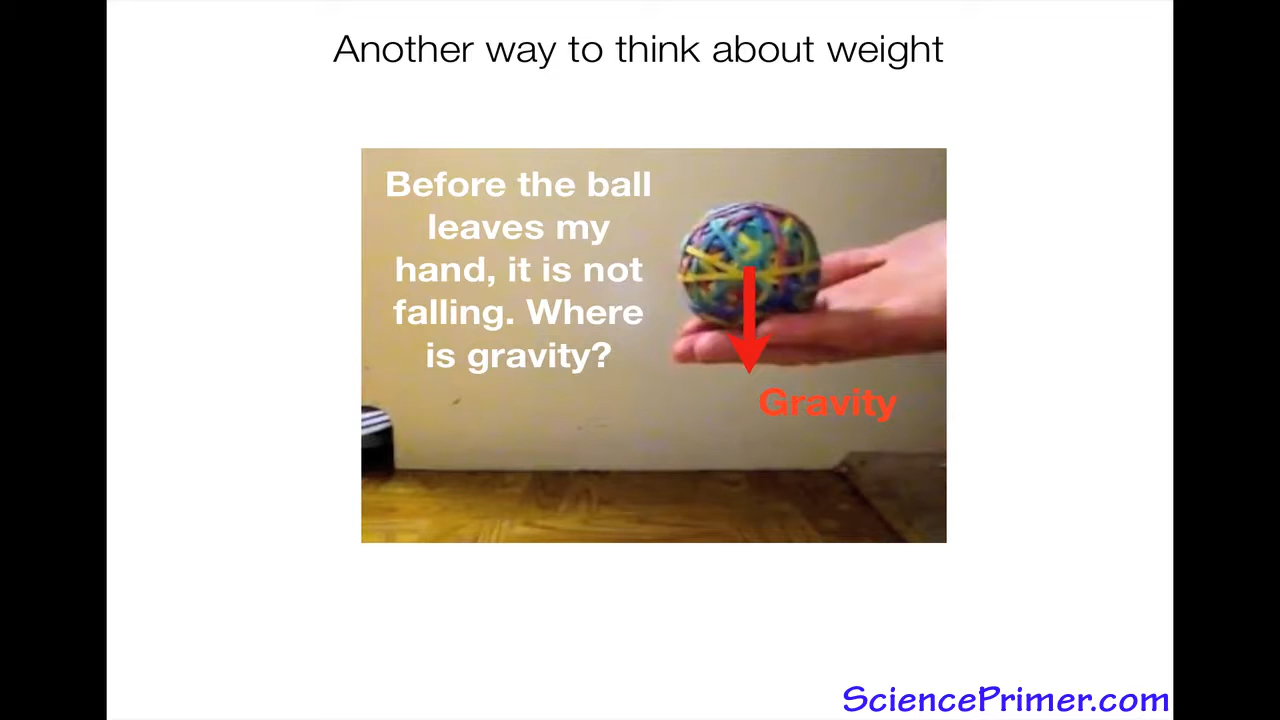 Another way to think about weight
Before the ball
leaves my
hand, it is not
falling. Where
is gravity?
Gravity
SciencePrimer.com